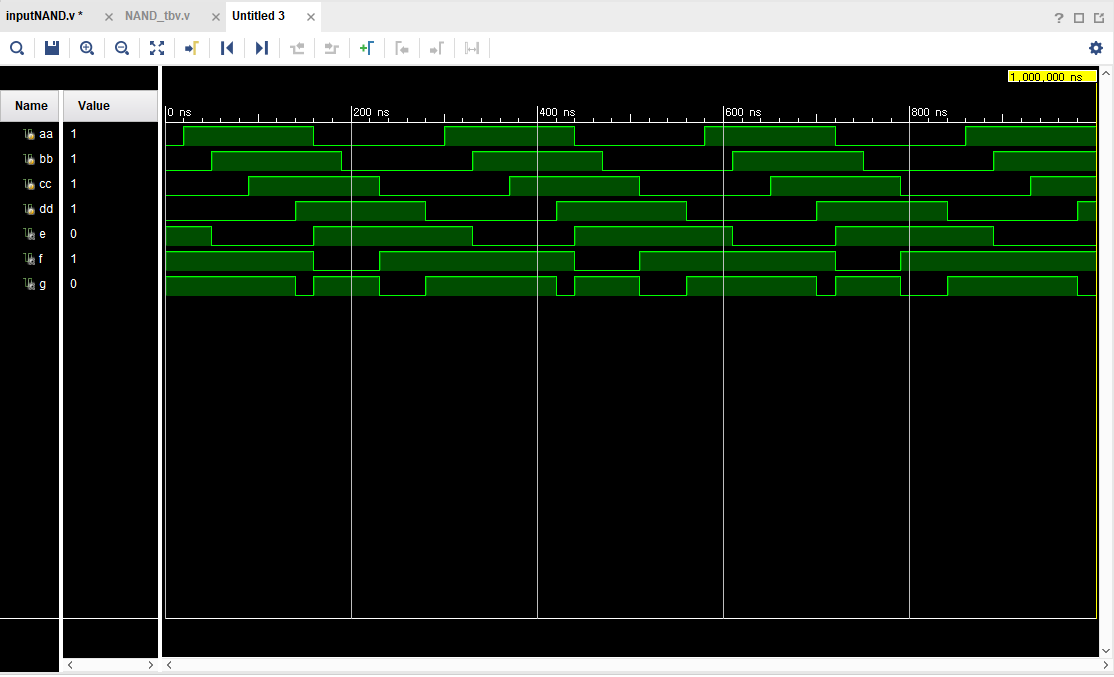 inputNAND.v * × NAND_tbv.v × Untitled 3 ×
?
1,000,000 ns
Name Value
0 ns 200 ns 400 ns 600 ns 800 ns
aa 1
bb 1
cc 1
dd 1
e 0
f 1
g 0